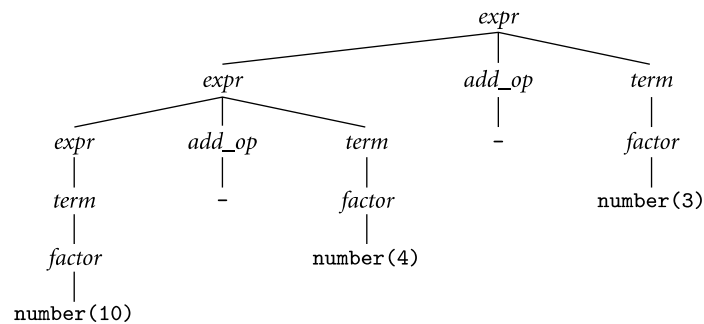 expr
expr add_op term
expr add_op term - factor
term - factor number(3)
factor number(4)
number(10)